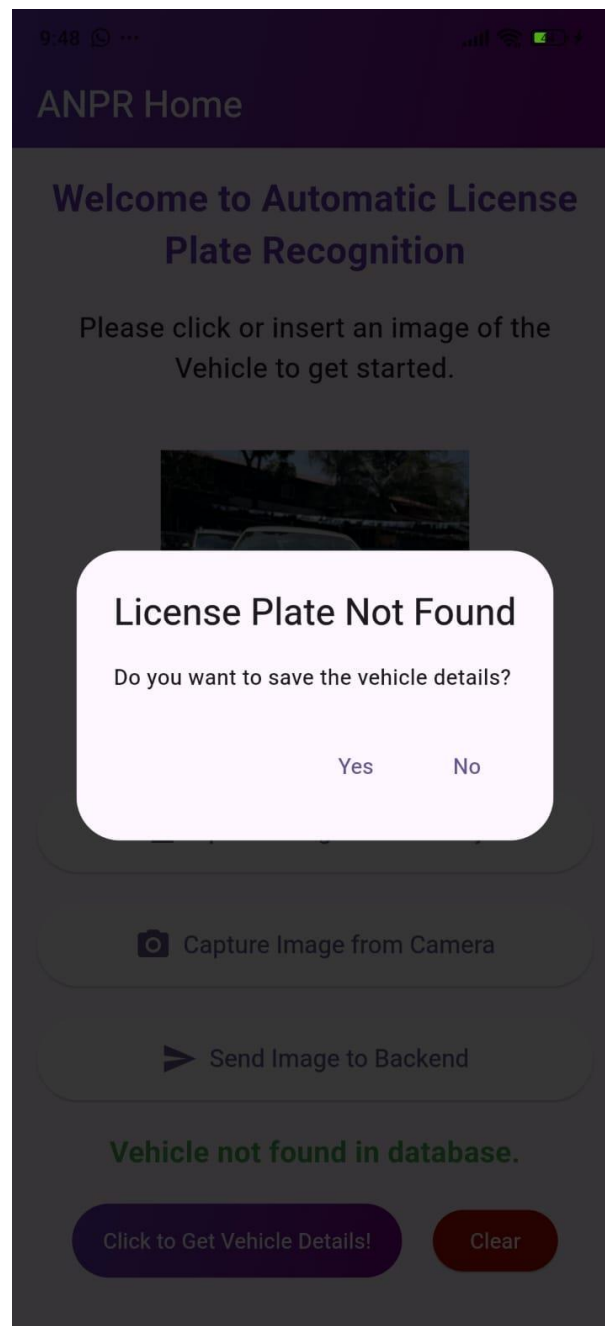 9:48
ANPR Home
Welcome to Automatic License
Plate Recognition
Please click or insert an image of the
Vehicle to get started.
License Plate Not Found
Do you want to save the vehicle details?
Yes No
Capture Image from Camera
Send Image to Backend
Vehicle not found in database.
Click to Get Vehicle Details! Clear